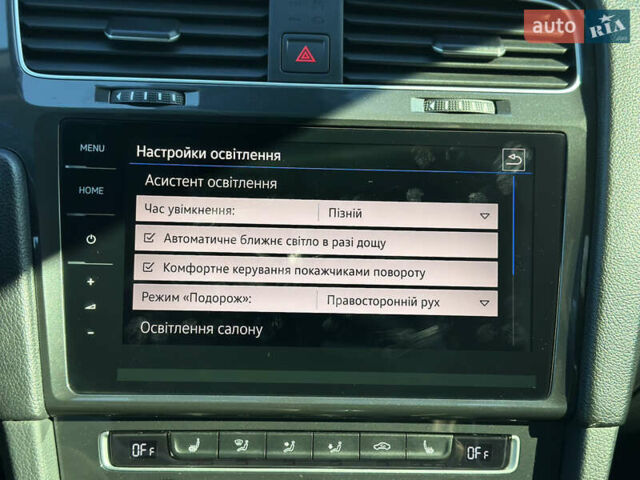 auto RIA
MENU
Настройки освітлення
HOME
Асистент освітлення
Час увімкнення: Пізній
Автоматичне ближнє світло в разі дощу
+
Комфортне керування покажчиками повороту
Режим «Подорож»: Правосторонній рух
-
Освітлення салону
OFF OFF